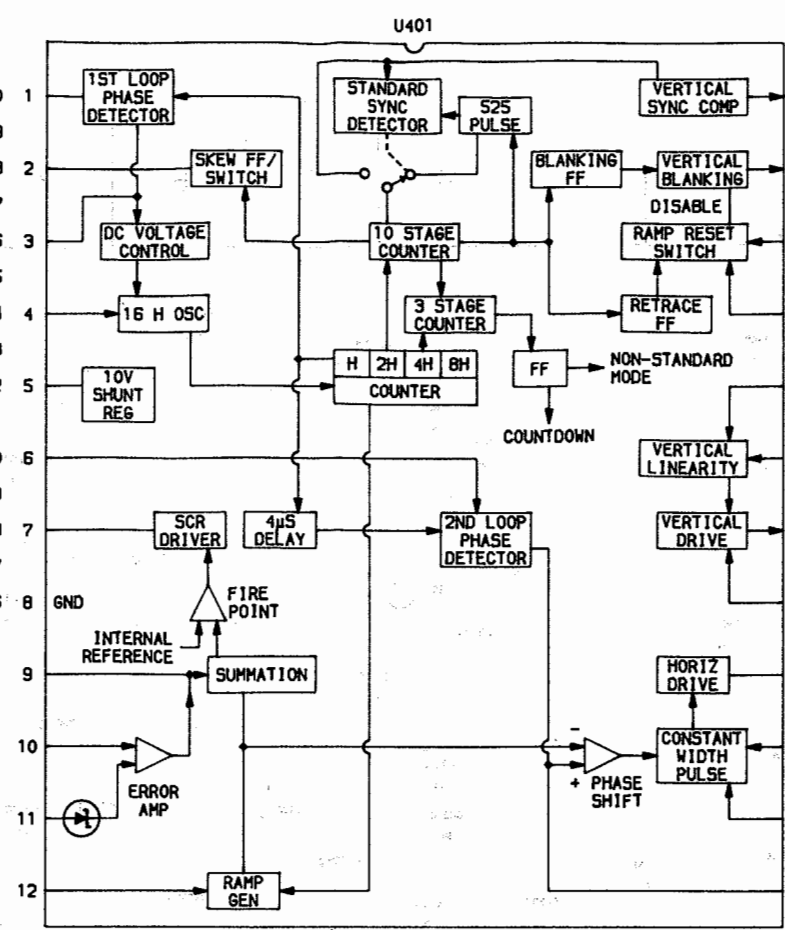 U401
1
1ST LOOP
PHASE
DETECTOR
STANDARD
SYNC
DETECTOR
525
PULSE
VERTICAL
SYNC COMP
2
SKEW FF/
SWITCH
BLANKING
FF
VERTICAL
BLANKING
DISABLE
3
DC VOLTAGE
CONTROL
10 STAGE
COUNTER
RAMP RESET
SWITCH
4
16 H OSC
3 STAGE
COUNTER
RETRACE
FF
H 2H 4H 8H
COUNTER
FF
NON-STANDARD
MODE
5
10V
SHUNT
REG
COUNTDOWN
6
VERTICAL
LINEARITY
7
SCR
DRIVER
4µS
DELAY
2ND LOOP
PHASE
DETECTOR
VERTICAL
DRIVE
8 GND
FIRE
POINT
INTERNAL
REFERENCE
9
SUMMATION
HORIZ
DRIVE
10
ERROR
AMP
-
+
PHASE
SHIFT
CONSTANT
WIDTH
PULSE
11
12
RAMP
GEN